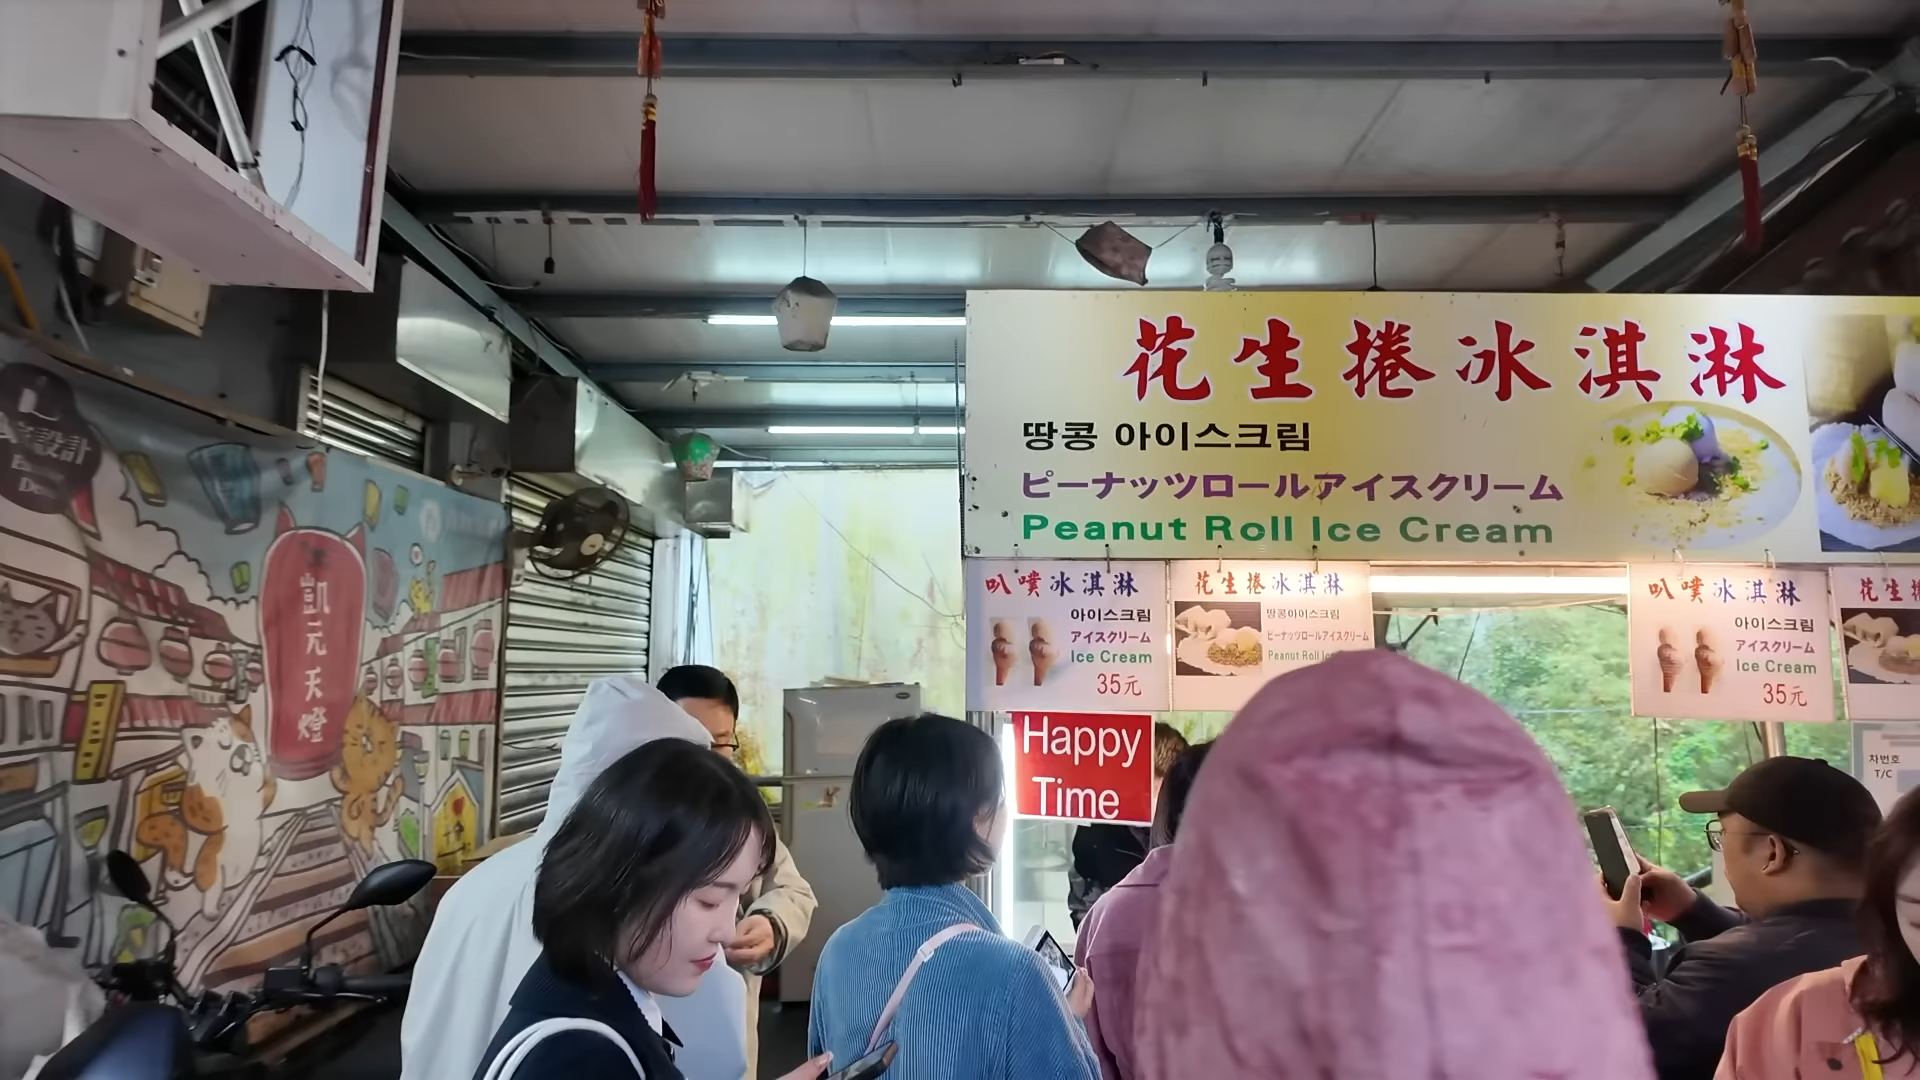 花生捲冰淇淋
땅콩 아이스크림
ピーナッツロールアイスクリーム
Peanut Roll Ice Cream
叭噗冰淇淋
아이스크림
アイスクリーム
Ice Cream
35元
花生捲冰淇淋
땅콩아이스크림
ピーナッツロールアイスクリーム
Peanut Roll Ic
叭噗冰淇淋
아이스크림
アイスクリーム
Ice Cream
35元
花生
Happy
Time
차번호
T/C
設計
凱元天燈